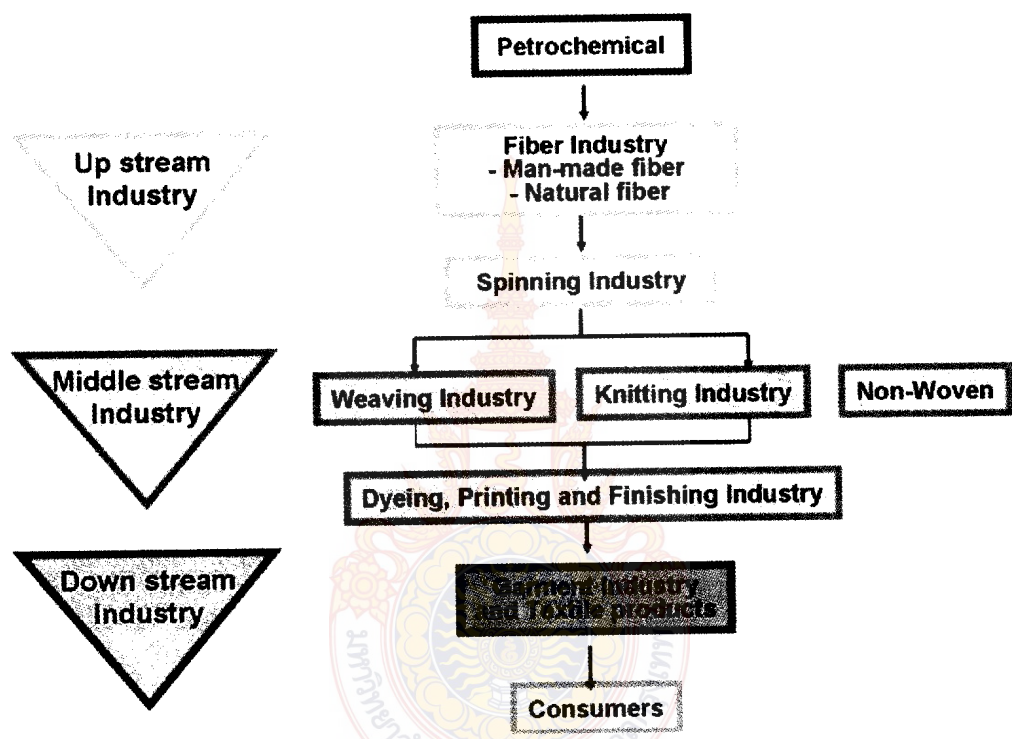 Petrochemical
Up stream
Industry
Fiber Industry
- Man-made fiber
- Natural fiber
Spinning Industry
Middle stream
Industry
Weaving Industry
Knitting Industry
Non-Woven
Dyeing, Printing and Finishing Industry
Down stream
Industry
Garment Industry
and Textile products
Consumers